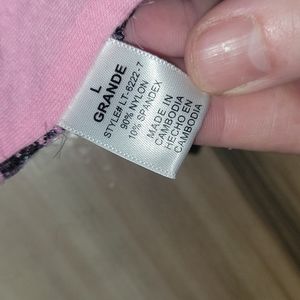 L
GRANDE
STYLE# LT-6222-7
90% NYLON
10% SPANDEX
MADE IN
CAMBODIA
HECHO EN
CAMBODIA